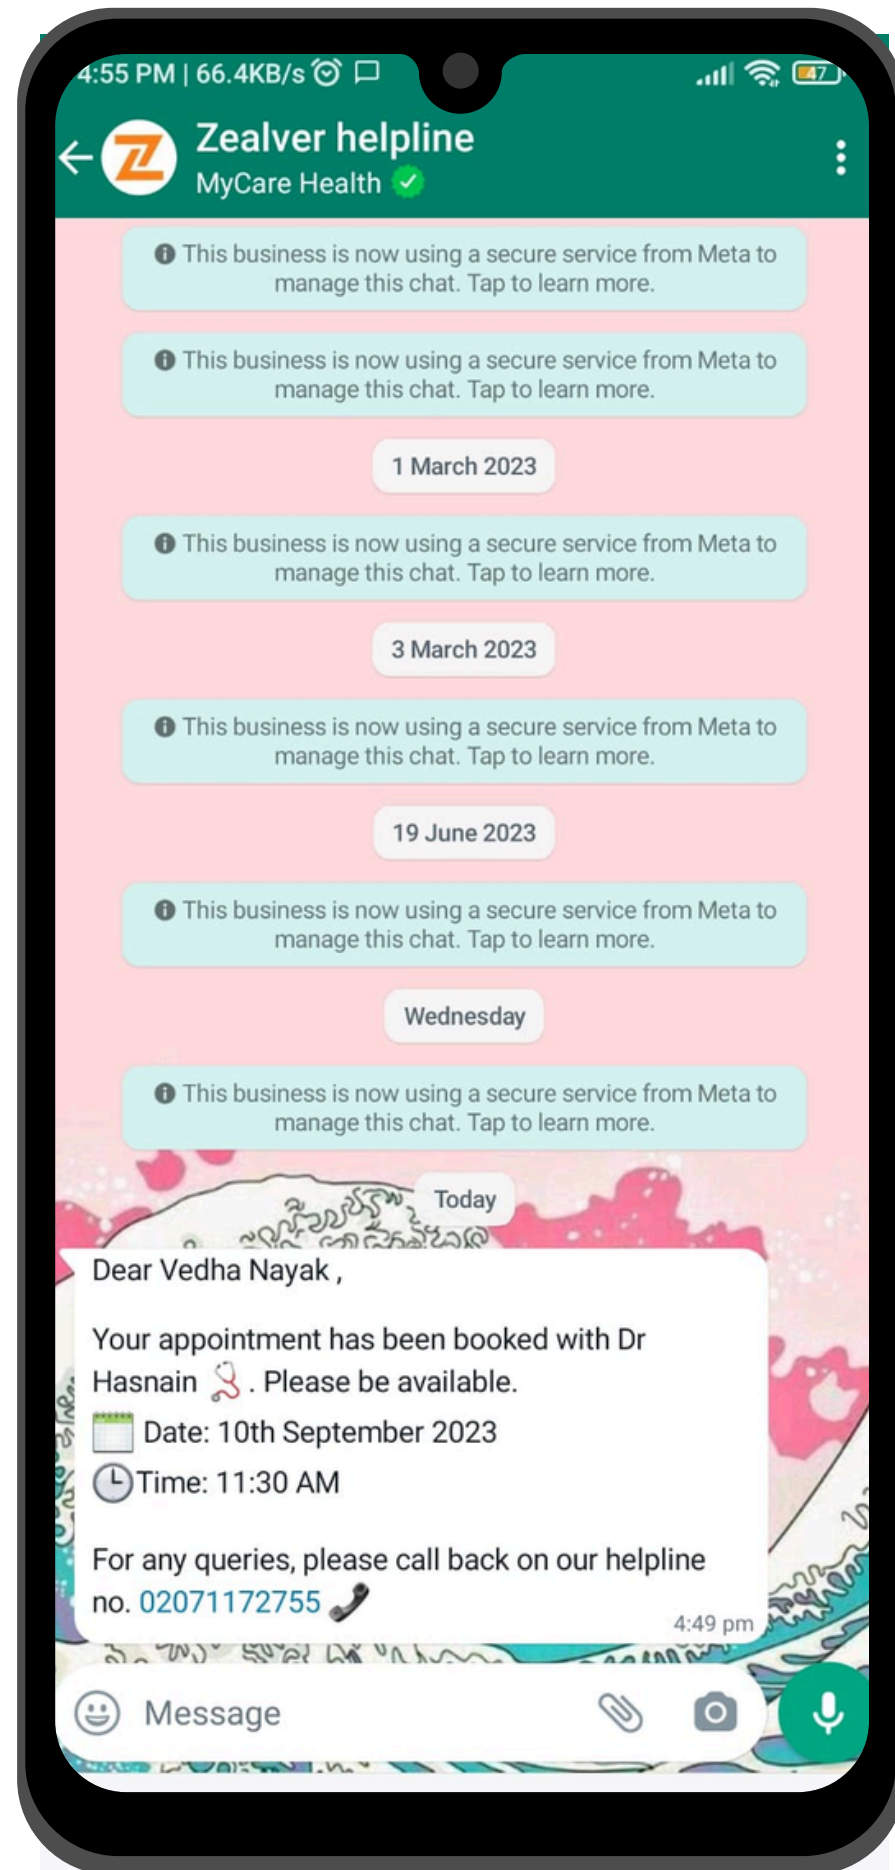 4:55 PM | 66.4KB/s
47
Zealver helpline
MyCare Health
This business is now using a secure service from Meta to
manage this chat. Tap to learn more.
This business is now using a secure service from Meta to
manage this chat. Tap to learn more.
1 March 2023
This business is now using a secure service from Meta to
manage this chat. Tap to learn more.
3 March 2023
This business is now using a secure service from Meta to
manage this chat. Tap to learn more.
19 June 2023
This business is now using a secure service from Meta to
manage this chat. Tap to learn more.
Wednesday
This business is now using a secure service from Meta to
manage this chat. Tap to learn more.
Today
Dear Vedha Nayak ,
Your appointment has been booked with Dr
Hasnain 🩺 . Please be available.
Date: 10th September 2023
🕒Time: 11:30 AM
For any queries, please call back on our helpline
no. 02071172755 📞
4:49 pm
Message